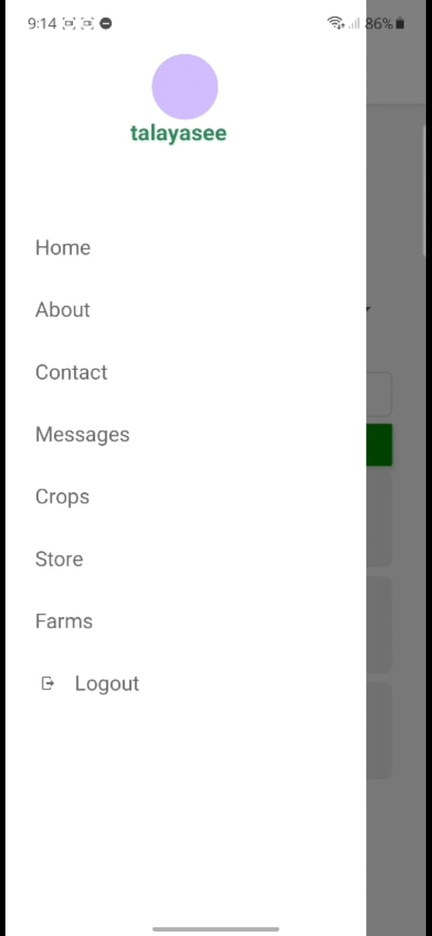 9:14 86%
talayasee
Home
About
Contact
Messages
Crops
Store
Farms
Logout